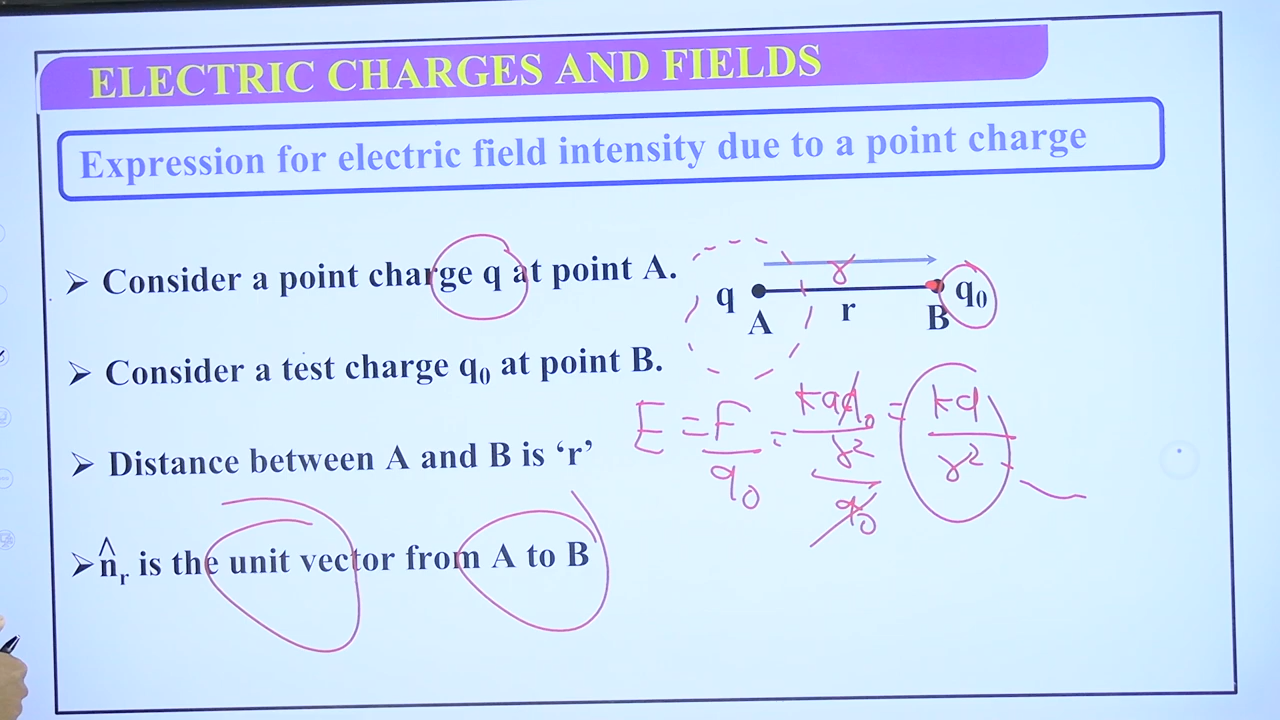 ELECTRIC CHARGES AND FIELDS
Expression for electric field intensity due to a point charge
➤ Consider a point charge q at point A.
➤ Consider a test charge q₀ at point B.
➤ Distance between A and B is ‘r’
➤ n̂ᵣ is the unit vector from A to B
r
q q₀
A r B
E = F/q₀ = (kqq₀/r²)/q₀ = kq/r²